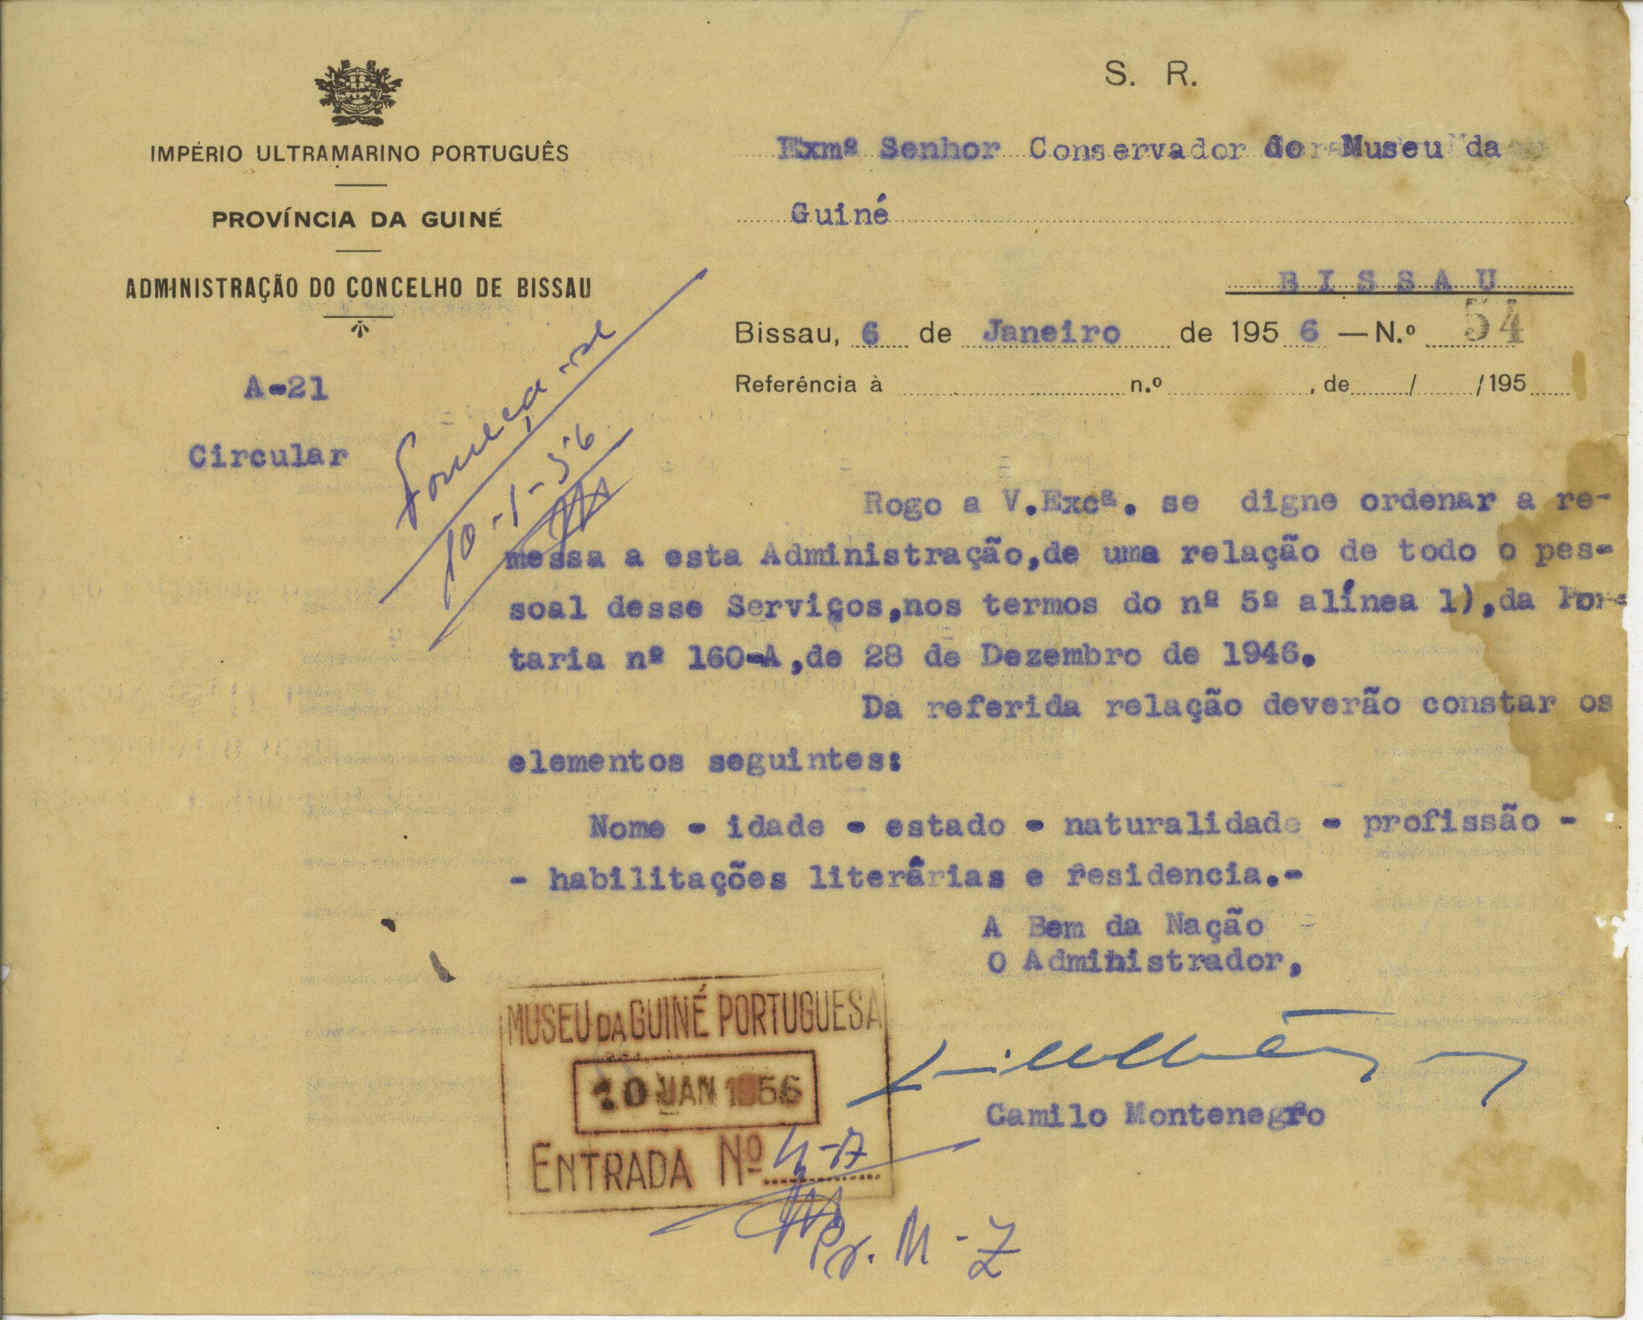 S. R.
IMPÉRIO ULTRAMARINO PORTUGUÊS
PROVÍNCIA DA GUINÉ
ADMINISTRAÇÃO DO CONCELHO DE BISSAU
A-21
Circular
Exmª Senhor Conservador do Museu da
Guiné
BISSAU
Bissau, 6 de Janeiro de 1956 — N.º 54
Referência à n.º , de / /195
Forneça-se
10-1-56
Rogo a V.Excª. se digne ordenar a re-
messa a esta Administração,de uma relação de todo o pes-
soal desse Serviços,nos termos do nº 5º alínea 1),da Por-
taria nº 160-A,de 28 de Dezembro de 1946.
Da referida relação deverão constar os
elementos seguintes:
Nome - idade - estado - naturalidade - profissão -
- habilitações literárias e residencia.-
A Bem da Nação
O Administrador,
Camilo Montenegro
MUSEU DA GUINÉ PORTUGUESA
10 JAN 1956
ENTRADA Nº 4-A
Pr. M-Z